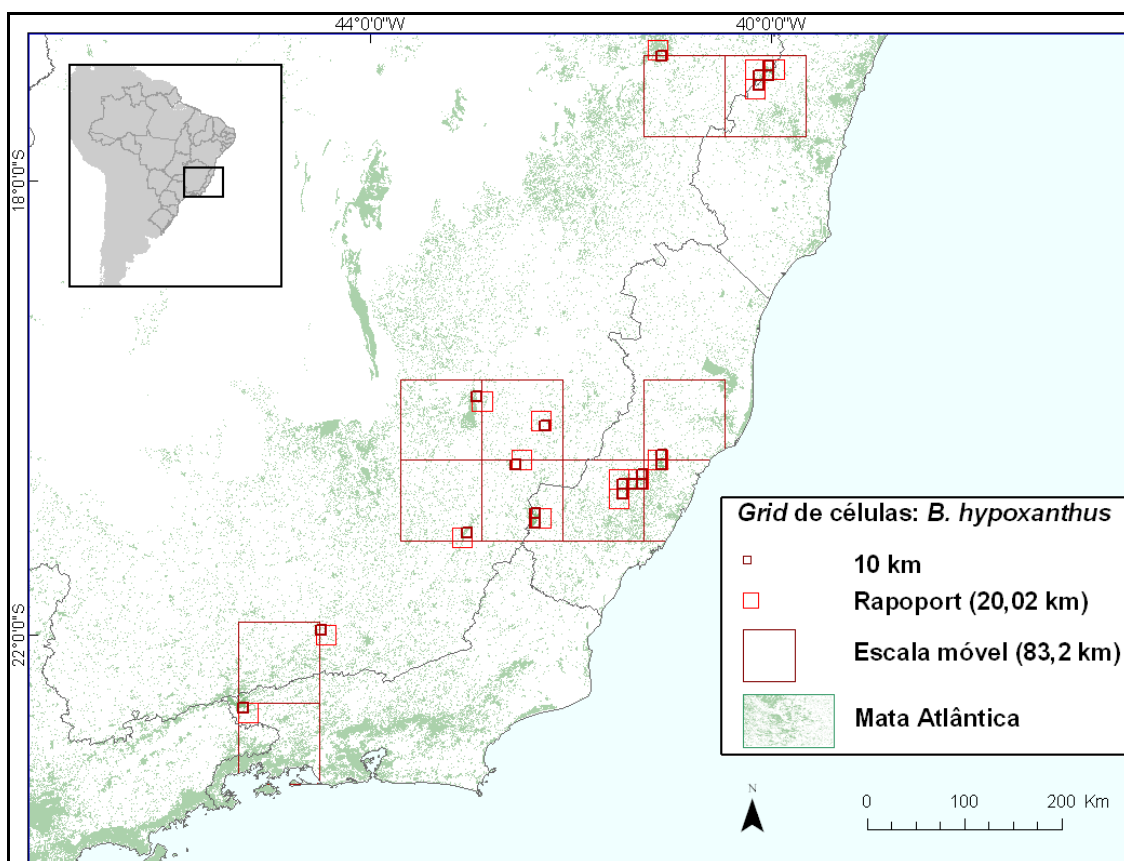 44°0'0"W
40°0'0"W
18°0'0"S
22°0'0"S
Grid de células: B. hypoxanthus
10 km
Rapoport (20,02 km)
Escala móvel (83,2 km)
Mata Atlântica
N
0 100 200 Km